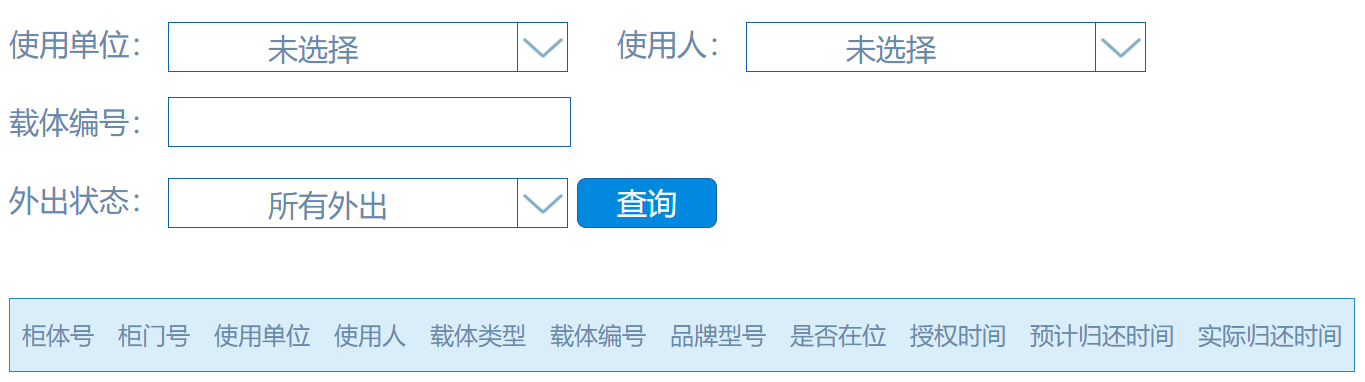 使用单位： 未选择 使用人： 未选择
载体编号：
外出状态： 所有外出 查询
柜体号 柜门号 使用单位 使用人 载体类型 载体编号 品牌型号 是否在位 授权时间 预计归还时间 实际归还时间